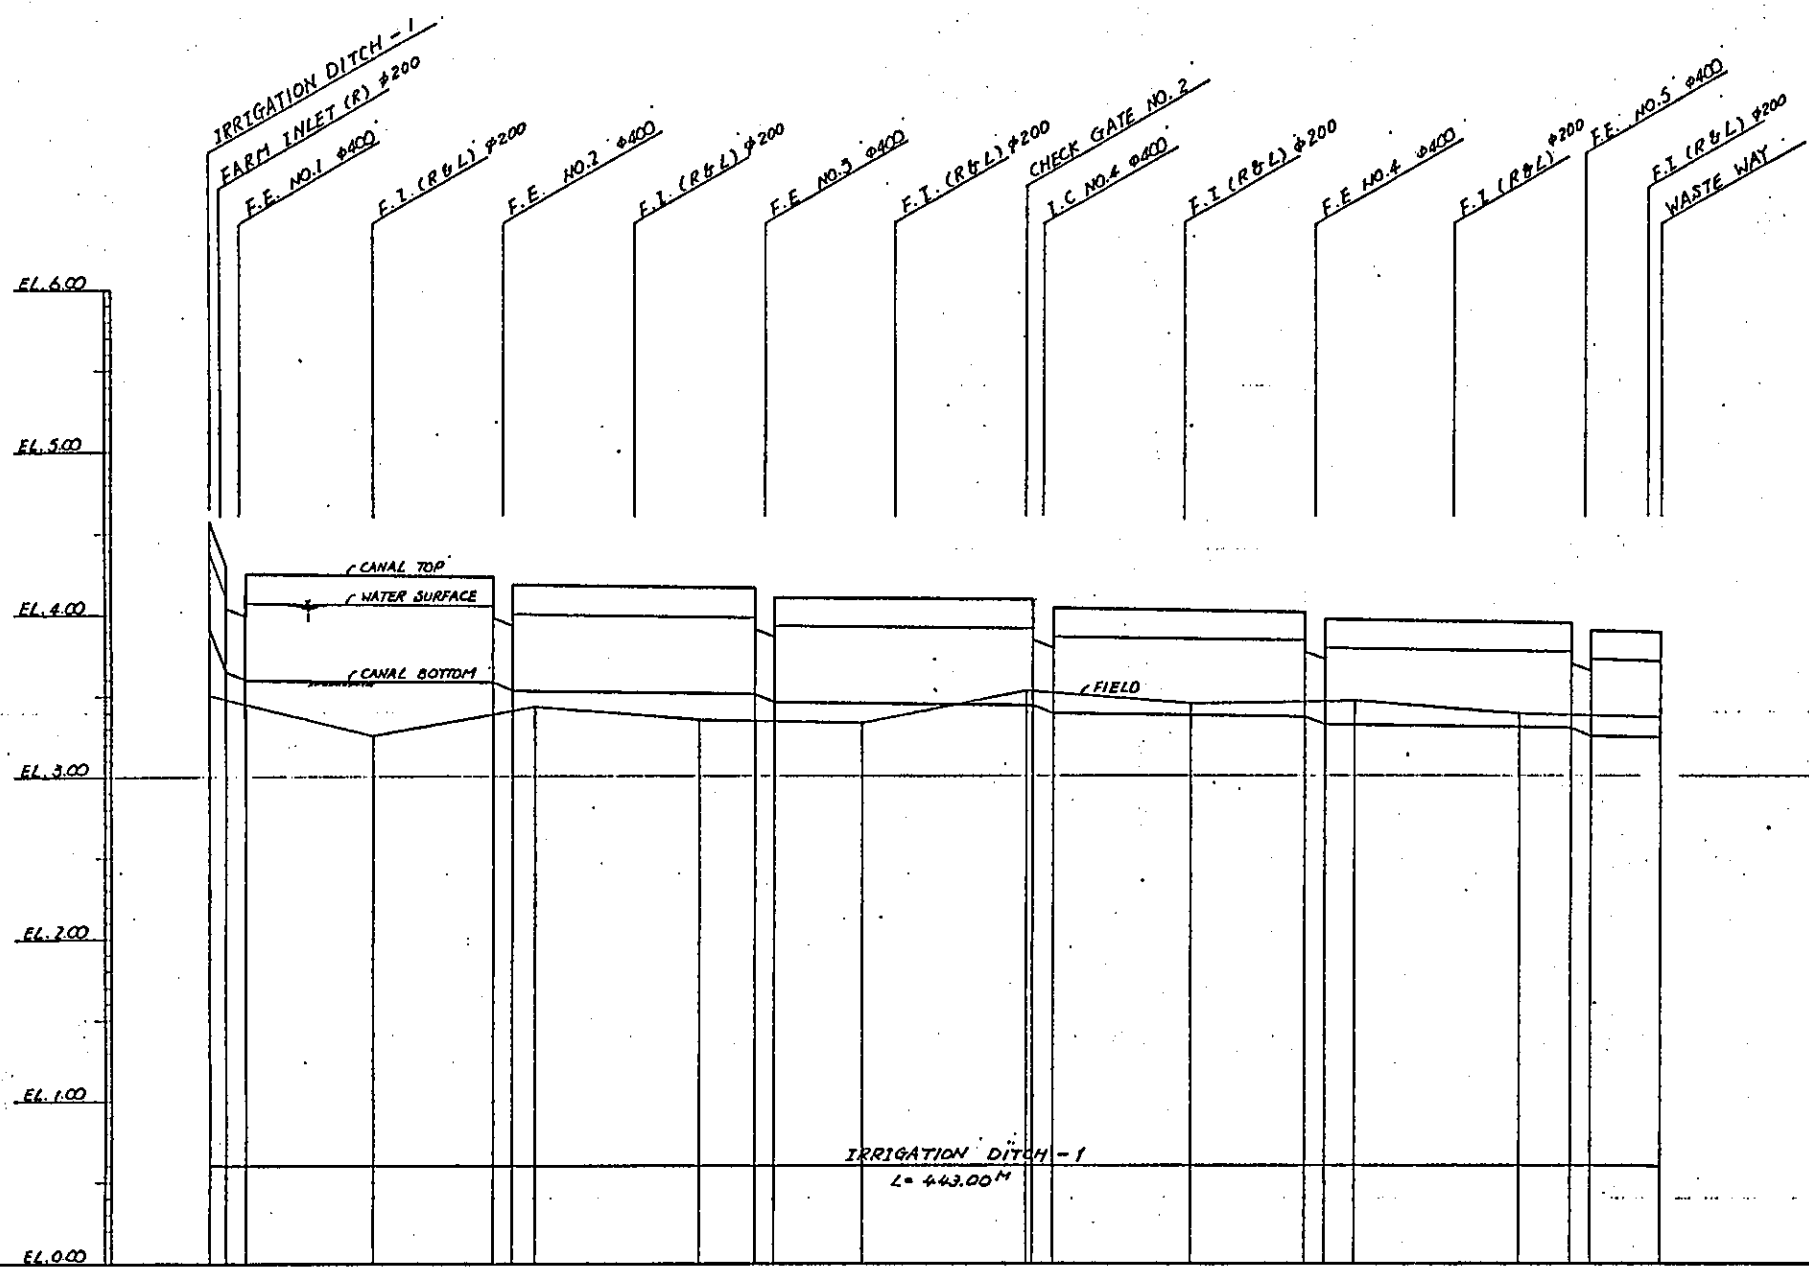 IRRIGATION DITCH - 1
FARM INLET (R) φ200
F.E. NO.1 φ400
F.I. (R & L) φ200
F.E. NO.2 φ400
F.I. (R & L) φ200
F.E NO.3 φ400
F.I. (R & L) φ200
CHECK GATE NO. 2
I.C NO.4 φ400
F.I (R & L) φ200
F.E NO.4 φ400
F.I (R & L) φ200
F.E. NO.5 φ400
F.I (R & L) φ200
WASTE WAY
EL.6.00
EL.5.00
EL.4.00
EL.3.00
EL.2.00
EL.1.00
EL.0.00
CANAL TOP
WATER SURFACE
CANAL BOTTOM
FIELD
IRRIGATION DITCH - 1
L= 443.00M